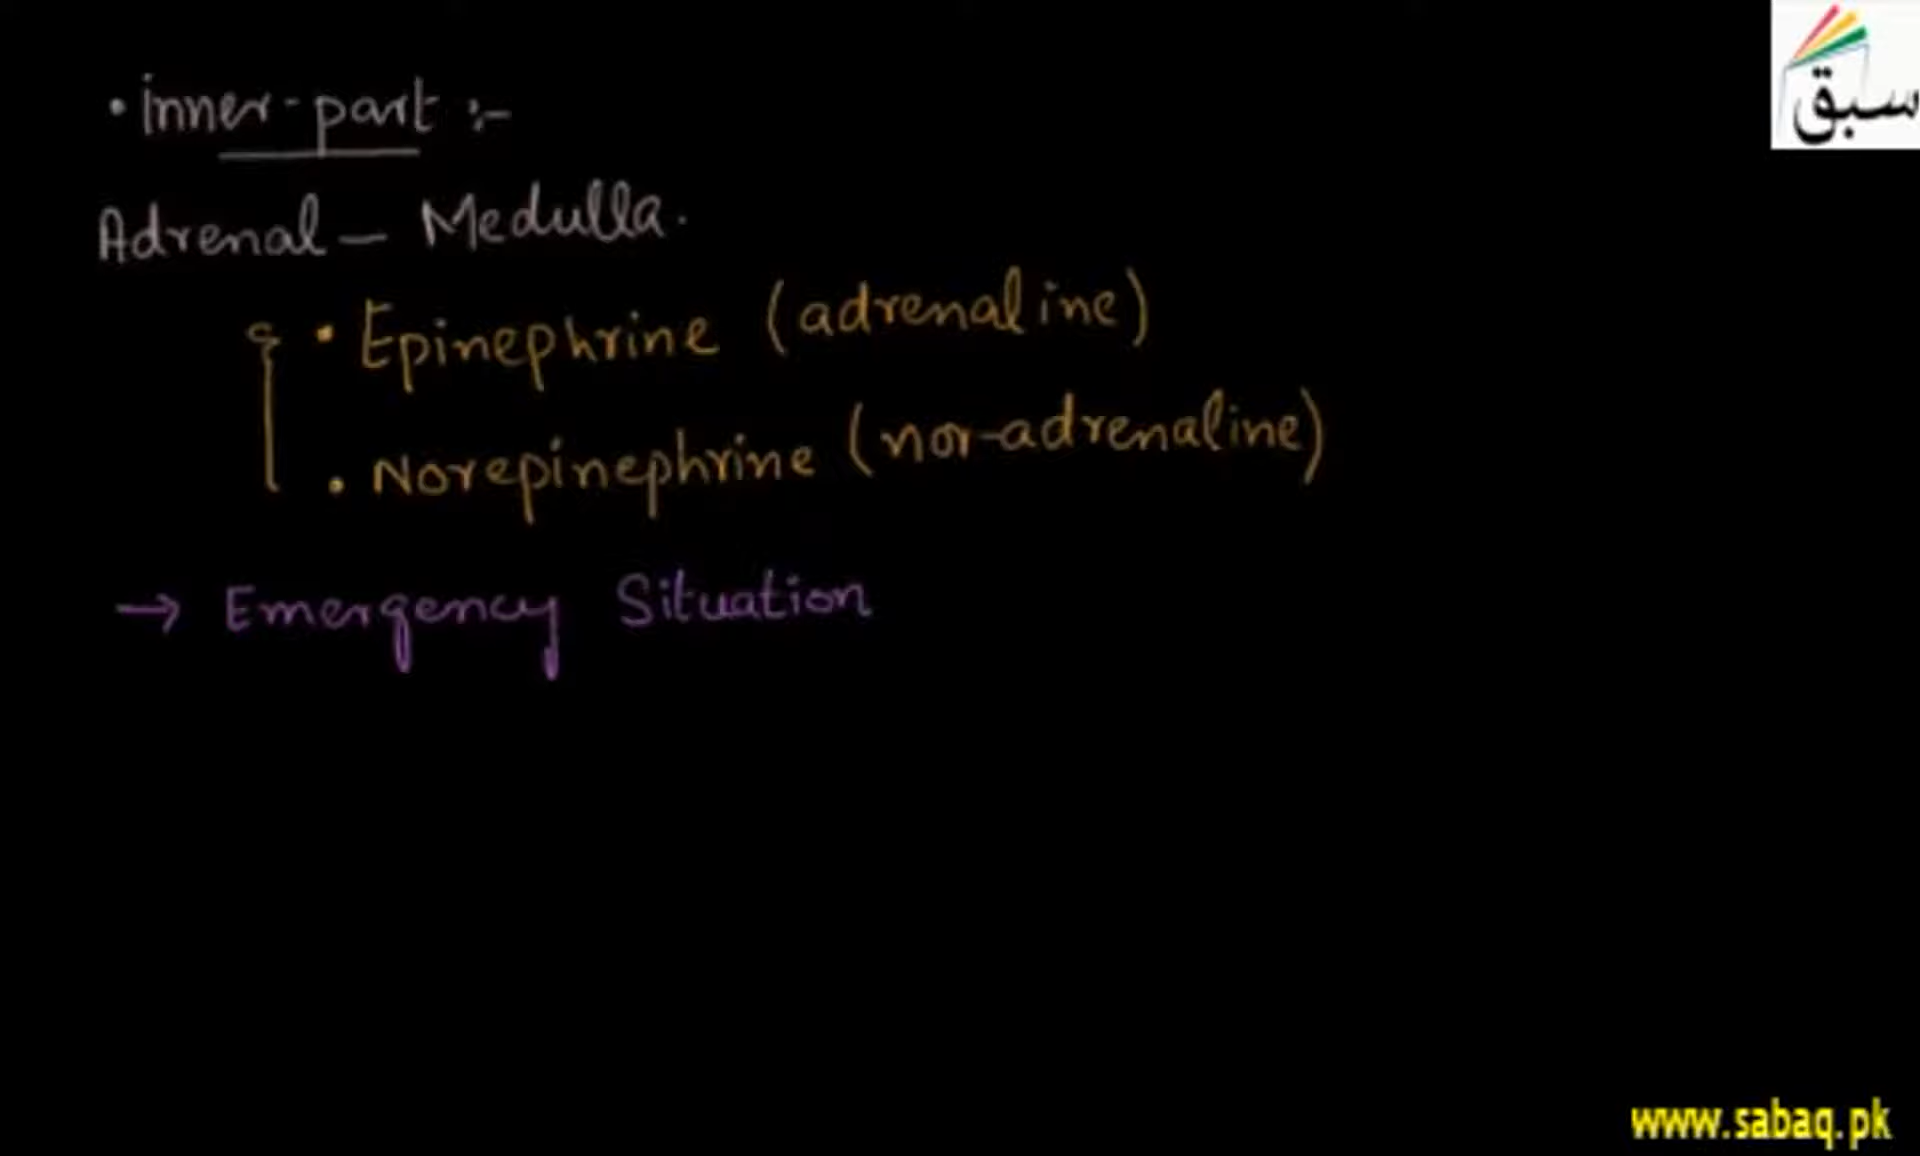 • inner-part :-
سبق
Adrenal - Medulla.
• Epinephrine (adrenaline)
• Norepinephrine (nor-adrenaline)
→ Emergency Situation
www.sabaq.pk